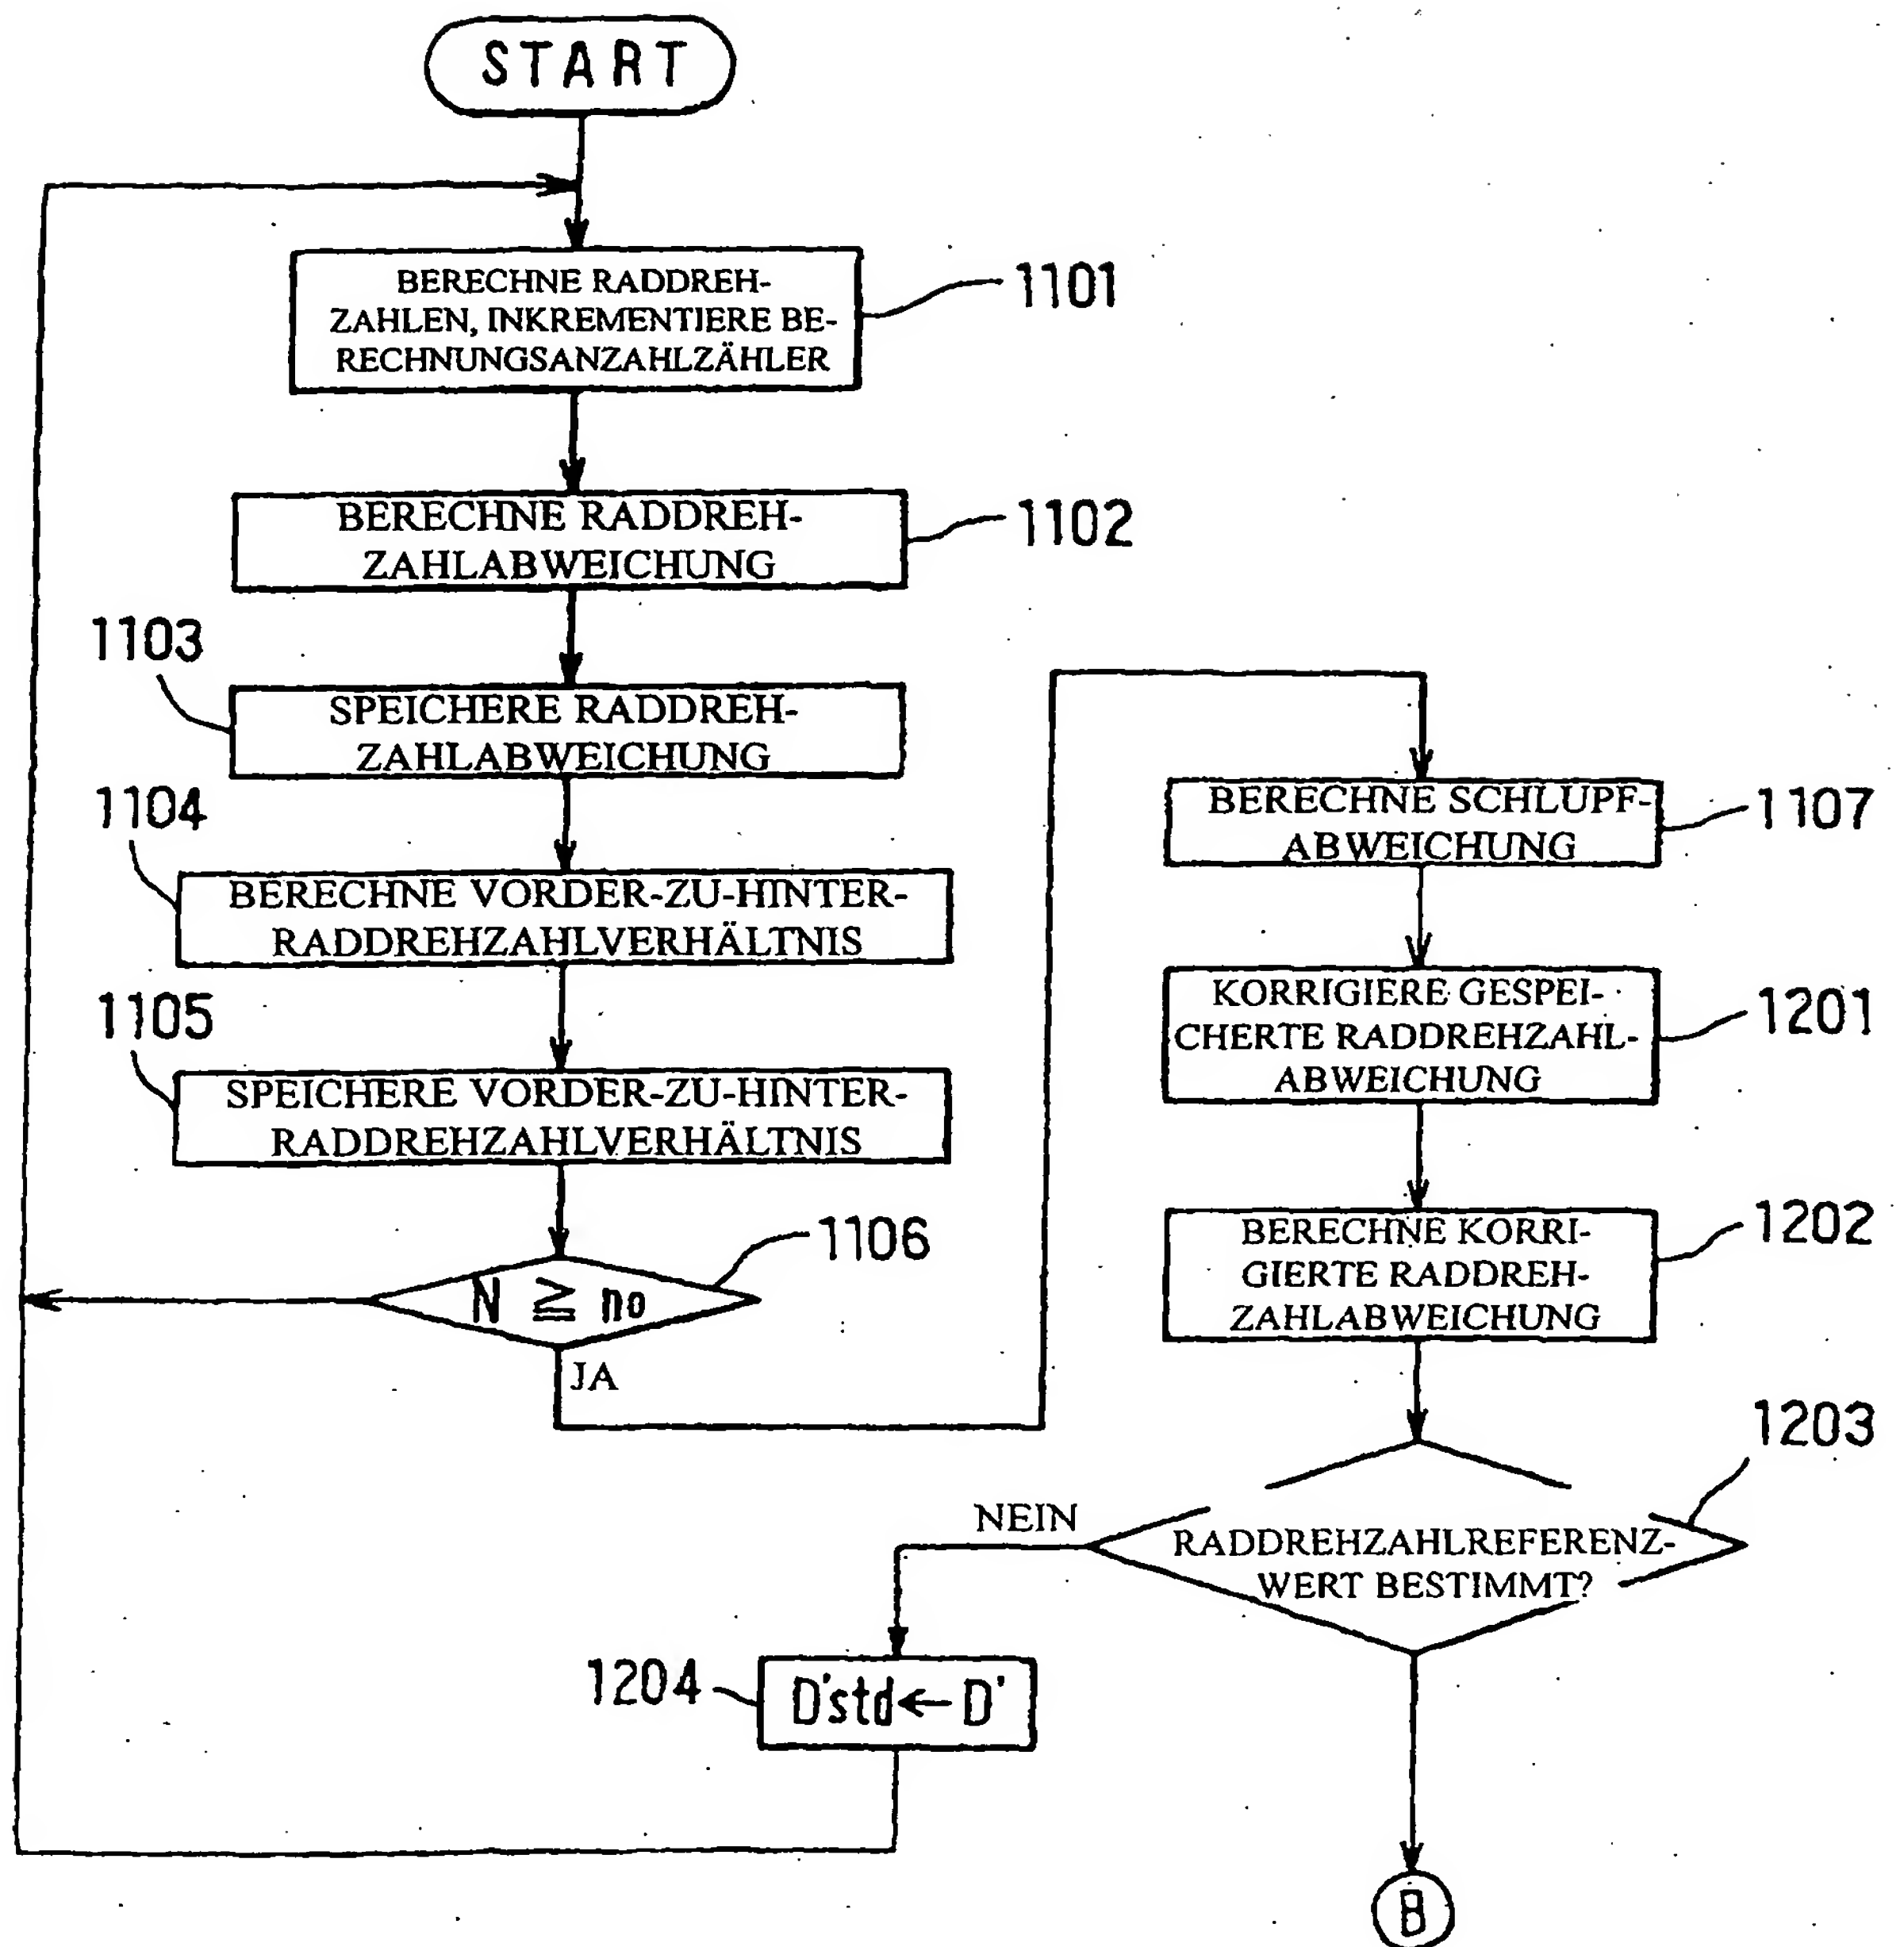 START
BERECHNE RADDREH-
ZAHLEN, INKREMENTIERE BE-
RECHNUNGSANZAHLZÄHLER
1101
BERECHNE RADDREH-
ZAHLABWEICHUNG
1102
1103
SPEICHERE RADDREH-
ZAHLABWEICHUNG
1104
BERECHNE VORDER-ZU-HINTER-
RADDREHZAHLVERHÄLTNIS
1105
SPEICHERE VORDER-ZU-HINTER-
RADDREHZAHLVERHÄLTNIS
1106
N ≧ no
JA
BERECHNE SCHLUPF-
ABWEICHUNG
1107
KORRIGIERE GESPEI-
CHERTE RADDREHZAHL-
ABWEICHUNG
1201
BERECHNE KORRI-
GIERTE RADDREH-
ZAHLABWEICHUNG
1202
1203
NEIN
RADDREHZAHLREFERENZ-
WERT BESTIMMT?
1204
D'std ← D'
B